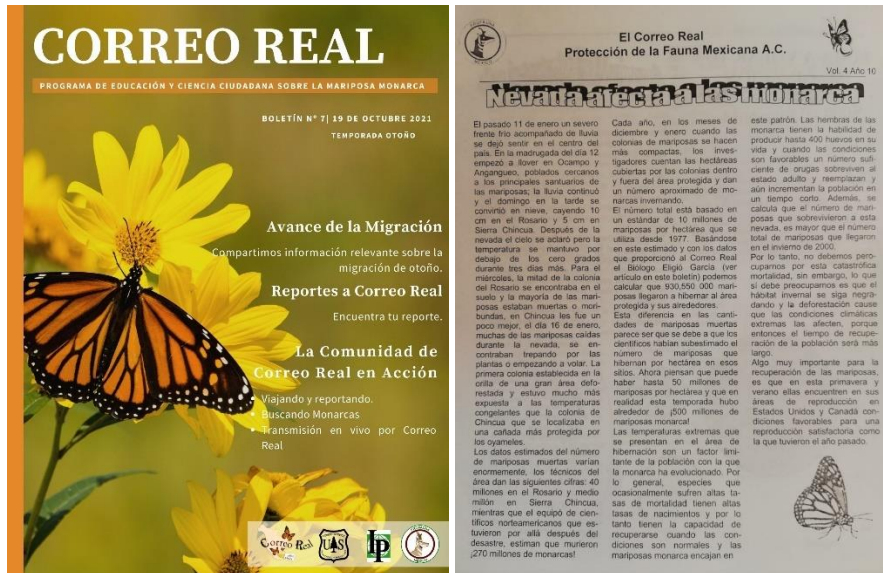 CORREO REAL
PROGRAMA DE EDUCACIÓN Y CIENCIA CIUDADANA SOBRE LA MARIPOSA MONARCA
BOLETÍN Nº 7| 19 DE OCTUBRE 2021
TEMPORADA OTOÑO
Avance de la Migración
Compartimos información relevante sobre la
migración de otoño.
Reportes a Correo Real
Encuentra tu reporte.
La Comunidad de
Correo Real en Acción
Viajando y reportando.
Buscando Monarcas
Transmisión en vivo por Correo
Real
Correo Real
El Correo Real
Protección de la Fauna Mexicana A.C.
Vol. 4 Año 10
Nevada afecta a las monarca
El pasado 11 de enero un severo
frente frío acompañado de lluvia
se dejó sentir en el centro del
país. En la madrugada del día 12
empezó a llover en Ocampo y
Angangueo, poblados cercanos
a los principales santuarios de
las mariposas; la lluvia continuó
y el domingo en la tarde se
convirtió en nieve, cayendo 10
cm en el Rosario y 5 cm en
Sierra Chincua. Después de la
nevada el cielo se aclaró pero la
temperatura se mantuvo por
debajo de los cero grados
durante tres días más. Para el
miércoles, la mitad de la colonia
del Rosario se encontraba en el
suelo y la mayoría de las mari-
posas estaban muertas o mori-
bundas, en Chincua les fue un
poco mejor, el día 16 de enero,
muchas de las mariposas caídas
durante la nevada, se en-
contraban trepando por las
plantas o empezando a volar. La
primera colonia establecida en la
orilla de una gran área defo-
restada y estuvo mucho más
expuesta a las temperaturas
congelantes que la colonia de
Chincua que se localizaba en
una cañada más protegida por
los oyameles.
Los datos estimados del número
de mariposas muertas varían
enormemente, los técnicos del
área dan las siguientes cifras: 40
millones en el Rosario y medio
millón en Sierra Chincua,
mientras que el equipo de cien-
tíficos norteamericanos que es-
tuvieron por allá después del
desastre, estiman que murieron
¡270 millones de monarcas!
Cada año, en los meses de
diciembre y enero cuando las
colonias de mariposas se hacen
más compactas, los inves-
tigadores cuentan las hectáreas
cubiertas por las colonias dentro
y fuera del área protegida y dan
un número aproximado de mo-
narcas invernando.
El número total está basado en
un estándar de 10 millones de
mariposas por hectárea que se
utiliza desde 1977. Basándose
en este estimado y con los datos
que proporcionó al Correo Real
el Biólogo Eligió García (ver
artículo en este boletín) podemos
calcular que 930,550 000 mari-
posas llegaron a hibernar al área
protegida y sus alrededores.
Esta diferencia en las canti-
dades de mariposas muertas
parece ser que se debe a que los
científicos habían subestimado el
número de mariposas que
hibernan por hectárea en esos
sitios. Ahora piensan que puede
haber hasta 50 millones de
mariposas por hectárea y que en
realidad esta temporada hubo
alrededor de ¡500 millones de
mariposas monarca!
Las temperaturas extremas que
se presentan en el área de
hibernación son un factor limi-
tante de la población con la que
la monarca ha evolucionado. Por
lo general, especies que
ocasionalmente sufren altas ta-
sas de mortalidad tienen altas
tasas de nacimientos y por lo
tanto tienen la capacidad de
recuperarse cuando las con-
diciones son normales y las
mariposas monarca encajan en
este patrón. Las hembras de las
monarca tienen la habilidad de
producir hasta 400 huevos en su
vida y cuando las condiciones
son favorables un número sufi-
ciente de orugas sobreviven al
estado adulto y reemplazan y
aún incrementan la población en
un tiempo corto. Además, se
calcula que el número de mari-
posas que sobrevivieron a esta
nevada, es mayor que el número
total de mariposas que llegaron
en el invierno de 2000.
Por lo tanto, no debemos preo-
cuparnos por esta catastrófica
mortalidad, sin embargo, lo que
si debe preocuparnos es que el
hábitat invernal se siga negra-
dando y la deforestación cause
que las condiciones climáticas
extremas las afecten, porque
entonces el tiempo de recupe-
ración de la población será más
largo.
Algo muy importante para la
recuperación de las mariposas,
es que en esta primavera y
verano ellas encuentren en sus
áreas de reproducción en
Estados Unidos y Canadá con-
diciones favorables para una
reproducción satisfactoria como
la que tuvieron el año pasado.